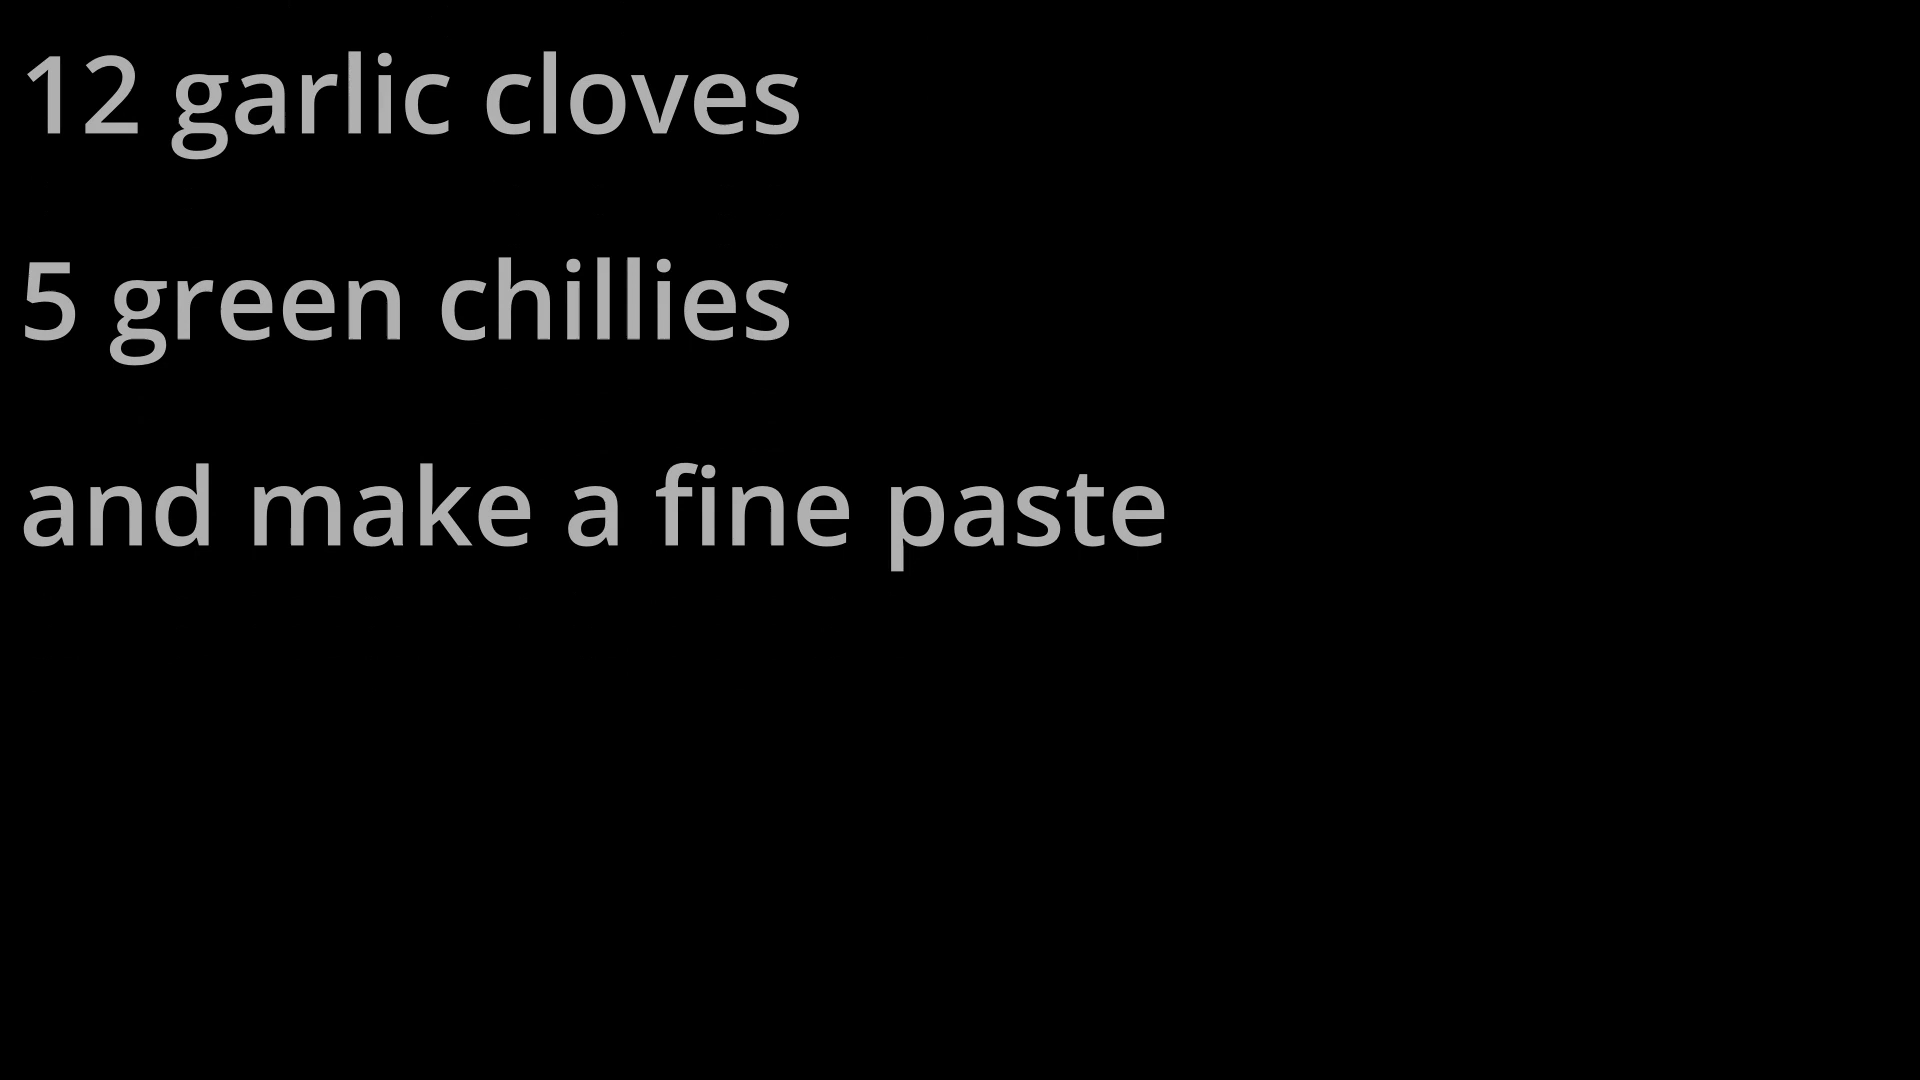 12 garlic cloves
5 green chillies
and make a fine paste